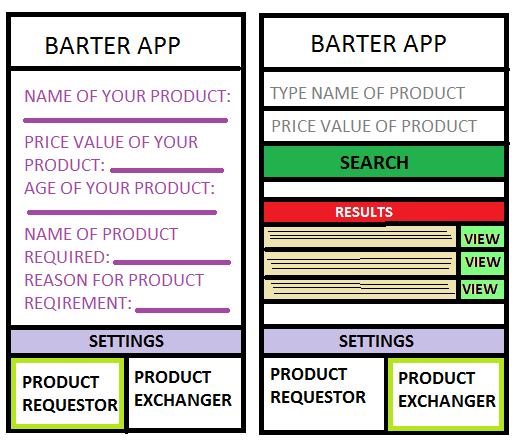 BARTER APP
NAME OF YOUR PRODUCT:
PRICE VALUE OF YOUR
PRODUCT:
AGE OF YOUR PRODUCT:
NAME OF PRODUCT
REQUIRED:
REASON FOR PRODUCT
REQIREMENT:
SETTINGS
PRODUCT
REQUESTOR
PRODUCT
EXCHANGER
BARTER APP
TYPE NAME OF PRODUCT
PRICE VALUE OF PRODUCT
SEARCH
RESULTS
VIEW
VIEW
VIEW
SETTINGS
PRODUCT
REQUESTOR
PRODUCT
EXCHANGER